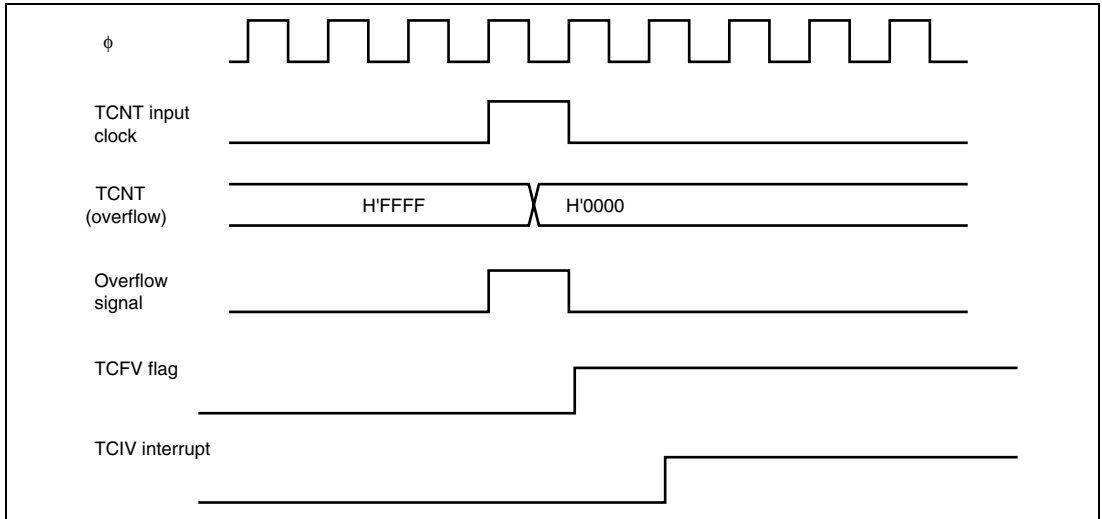 ϕ
TCNT input
clock
TCNT
(overflow)
H'FFFF
H'0000
Overflow
signal
TCFV flag
TCIV interrupt